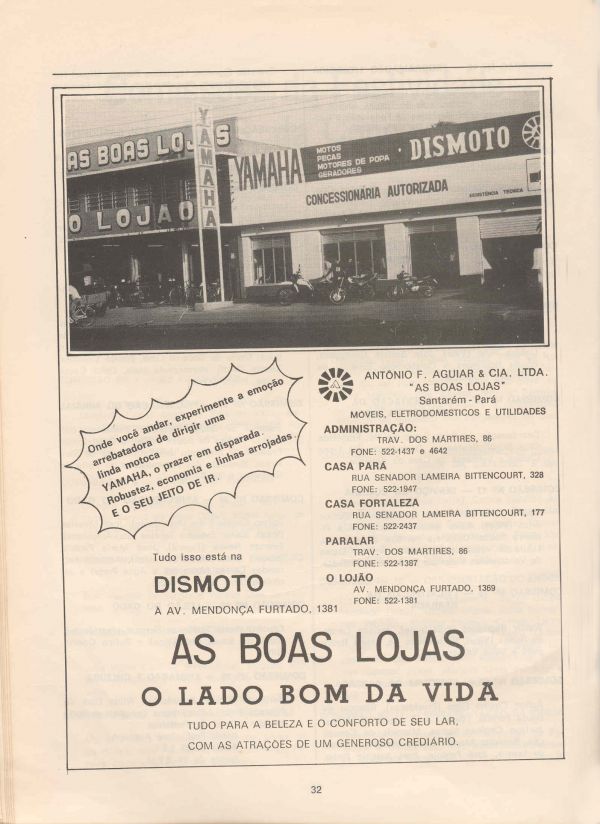 AS BOAS LOJAS
O LOJAO
YAMAHA
YAMAHA
MOTOS
PEÇAS
MOTORES DE POPA
GERADORES
· DISMOTO
CONCESSIONÁRIA AUTORIZADA
ASSISTÊNCIA TÉCNICA
Onde você andar, experimente a emoção
arrebatadora de dirigir uma
linda motoca
YAMAHA, o prazer em disparada.
Robustez, economia e linhas arrojadas.
E O SEU JEITO DE IR.
Tudo isso está na
DISMOTO
À AV. MENDONÇA FURTADO, 1381
ANTÔNIO F. AGUIAR & CIA. LTDA.
"AS BOAS LOJAS"
Santarém - Pará
MÓVEIS, ELETRODOMÉSTICOS E UTILIDADES
ADMINISTRAÇÃO:
TRAV. DOS MÁRTIRES, 86
FONE: 522-1437 e 4642
CASA PARÁ
RUA SENADOR LAMEIRA BITTENCOURT, 328
FONE: 522-1947
CASA FORTALEZA
RUA SENADOR LAMEIRA BITTENCOURT, 177
FONE: 522-2437
PARALAR
TRAV. DOS MARTIRES, 86
FONE: 522-1387
O LOJÃO
AV. MENDONÇA FURTADO, 1369
FONE: 522-1381
AS BOAS LOJAS
O LADO BOM DA VIDA
TUDO PARA A BELEZA E O CONFORTO DE SEU LAR,
COM AS ATRAÇÕES DE UM GENEROSO CREDIÁRIO.
32